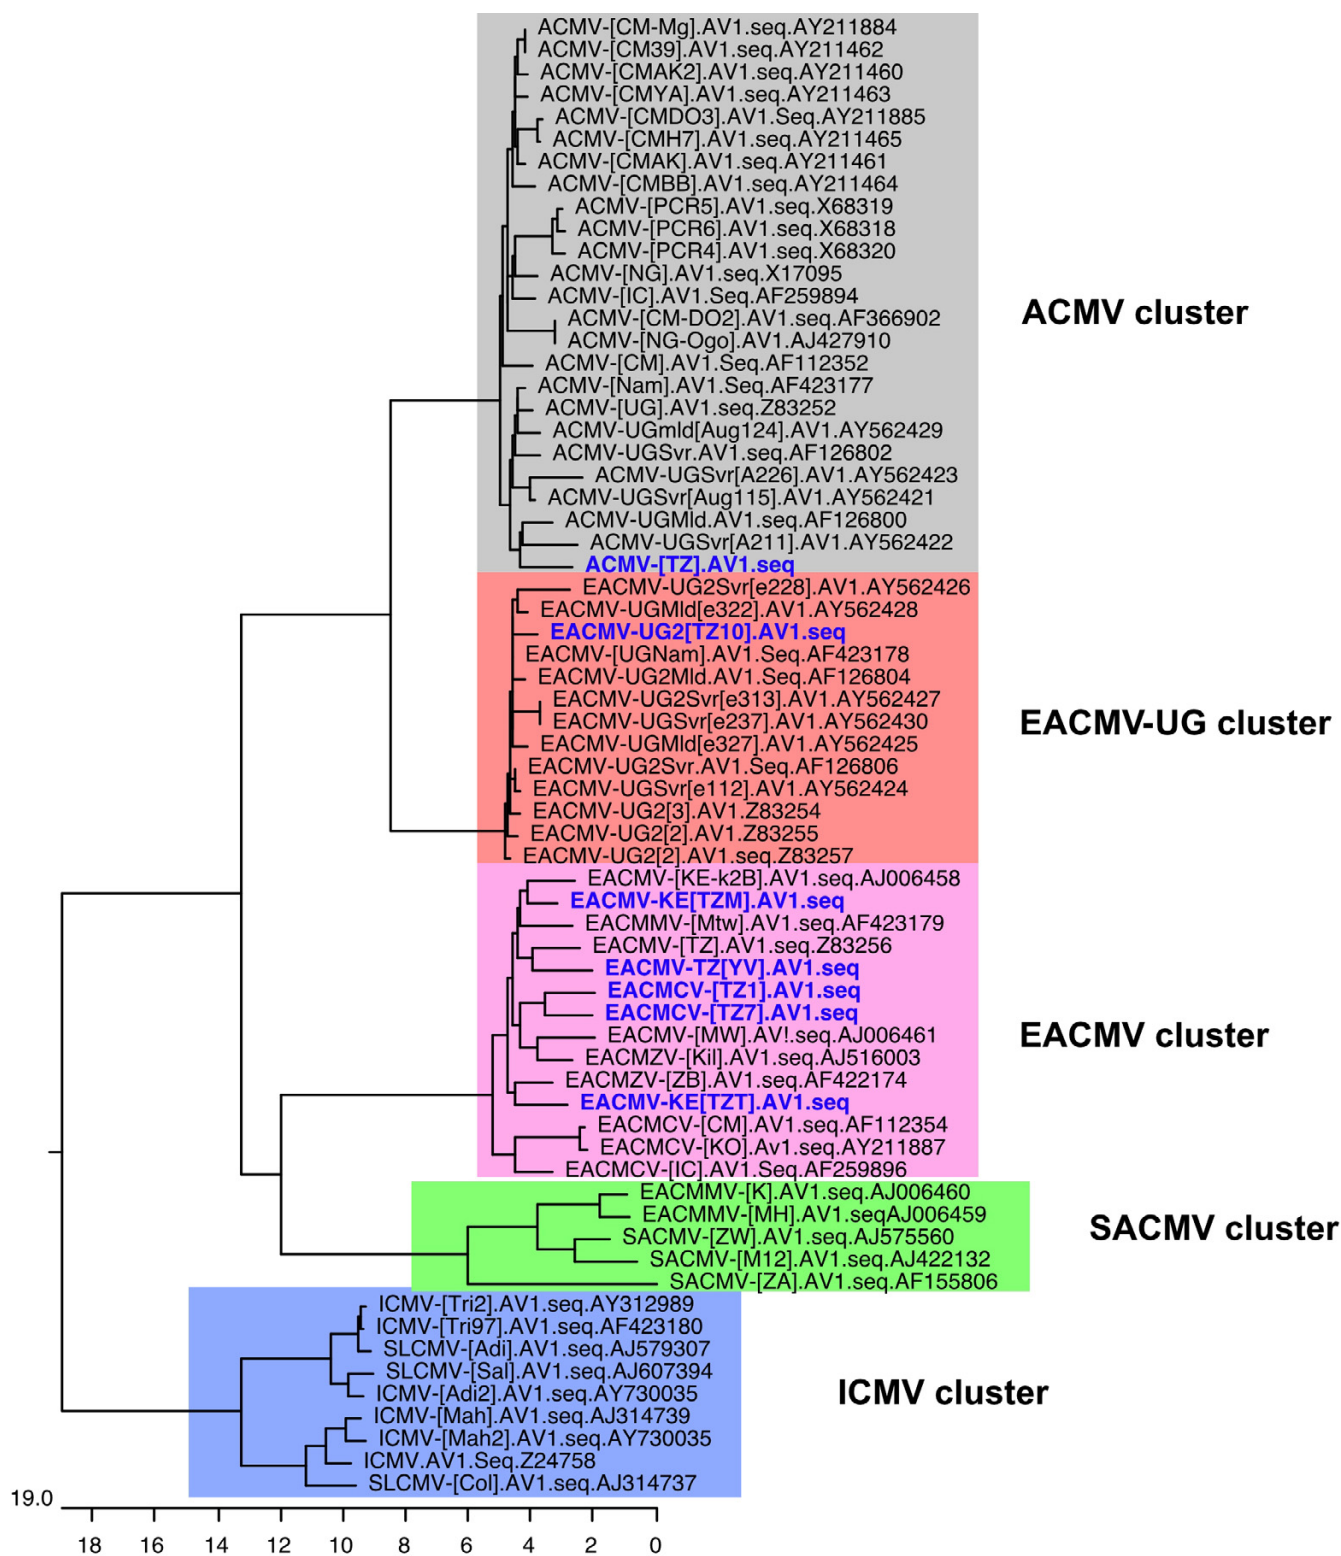 ACMV-[CM-Mg].AV1.seq.AY211884
ACMV-[CM39].AV1.seq.AY211462
ACMV-[CMAK2].AV1.seq.AY211460
ACMV-[CMYA].AV1.seq.AY211463
ACMV-[CMDO3].AV1.Seq.AY211885
ACMV-[CMH7].AV1.seq.AY211465
ACMV-[CMAK].AV1.seq.AY211461
ACMV-[CMBB].AV1.seq.AY211464
ACMV-[PCR5].AV1.seq.X68319
ACMV-[PCR6].AV1.seq.X68318
ACMV-[PCR4].AV1.seq.X68320
ACMV-[NG].AV1.seq.X17095
ACMV-[IC].AV1.Seq.AF259894
ACMV-[CM-DO2].AV1.seq.AF366902
ACMV-[NG-Ogo].AV1.AJ427910
ACMV-[CM].AV1.Seq.AF112352
ACMV-[Nam].AV1.Seq.AF423177
ACMV-[UG].AV1.seq.Z83252
ACMV-UGmld[Aug124].AV1.AY562429
ACMV-UGSvr.AV1.seq.AF126802
ACMV-UGSvr[A226].AV1.AY562423
ACMV-UGSvr[Aug115].AV1.AY562421
ACMV-UGMld.AV1.seq.AF126800
ACMV-UGSvr[A211].AV1.AY562422
ACMV-[TZ].AV1.seq
ACMV cluster
EACMV-UG2Svr[e228].AV1.AY562426
EACMV-UGMld[e322].AV1.AY562428
EACMV-UG2[TZ10].AV1.seq
EACMV-[UGNam].AV1.Seq.AF423178
EACMV-UG2Mld.AV1.Seq.AF126804
EACMV-UG2Svr[e313].AV1.AY562427
EACMV-UGSvr[e237].AV1.AY562430
EACMV-UGMld[e327].AV1.AY562425
EACMV-UG2Svr.AV1.Seq.AF126806
EACMV-UGSvr[e112].AV1.AY562424
EACMV-UG2[3].AV1.Z83254
EACMV-UG2[2].AV1.Z83255
EACMV-UG2[2].AV1.seq.Z83257
EACMV-UG cluster
EACMV-[KE-k2B].AV1.seq.AJ006458
EACMV-KE[TZM].AV1.seq
EACMMV-[Mtw].AV1.seq.AF423179
EACMV-[TZ].AV1.seq.Z83256
EACMV-TZ[YV].AV1.seq
EACMCV-[TZ1].AV1.seq
EACMCV-[TZ7].AV1.seq
EACMV-[MW].AV!.seq.AJ006461
EACMZV-[Kil].AV1.seq.AJ516003
EACMZV-[ZB].AV1.seq.AF422174
EACMV-KE[TZT].AV1.seq
EACMCV-[CM].AV1.seq.AF112354
EACMCV-[KO].Av1.seq.AY211887
EACMCV-[IC].AV1.Seq.AF259896
EACMV cluster
EACMMV-[K].AV1.seq.AJ006460
EACMMV-[MH].AV1.seqAJ006459
SACMV-[ZW].AV1.seq.AJ575560
SACMV-[M12].AV1.seq.AJ422132
SACMV-[ZA].AV1.seq.AF155806
SACMV cluster
ICMV-[Tri2].AV1.seq.AY312989
ICMV-[Tri97].AV1.seq.AF423180
SLCMV-[Adi].AV1.seq.AJ579307
SLCMV-[Sal].AV1.seq.AJ607394
ICMV-[Adi2].AV1.seq.AY730035
ICMV-[Mah].AV1.seq.AJ314739
ICMV-[Mah2].AV1.seq.AY730035
ICMV.AV1.Seq.Z24758
SLCMV-[Col].AV1.seq.AJ314737
ICMV cluster
19.0
18 16 14 12 10 8 6 4 2 0